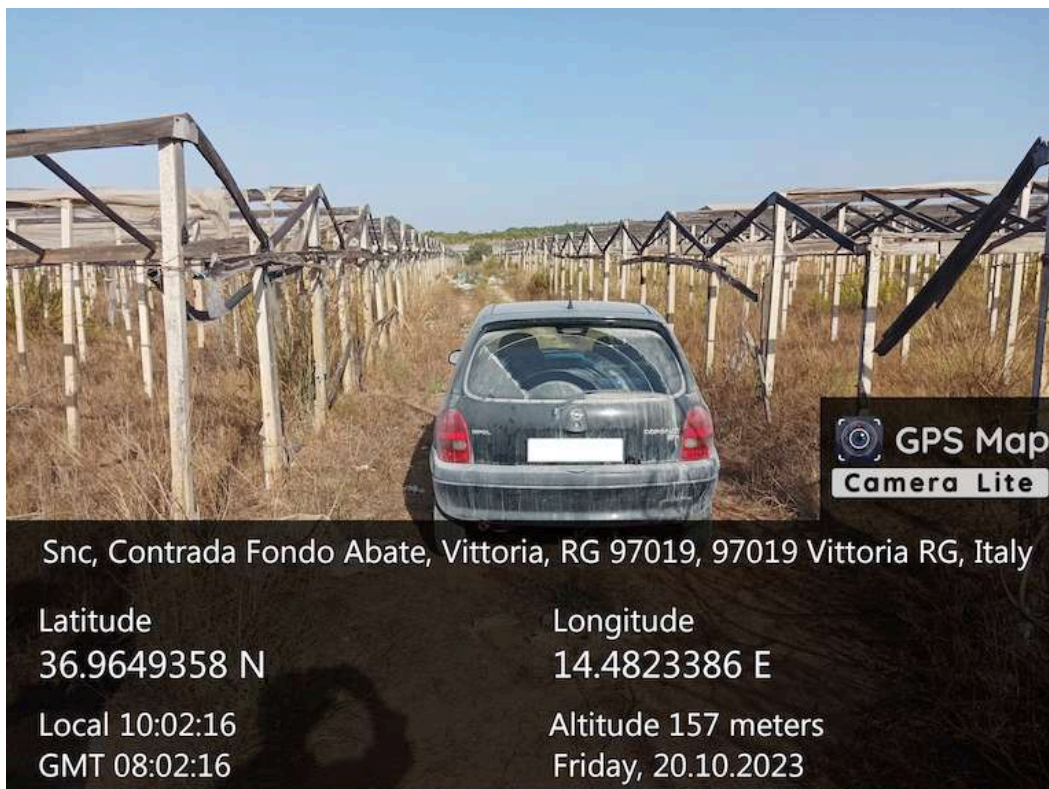 OPEL
GPS Map
Camera Lite
Snc, Contrada Fondo Abate, Vittoria, RG 97019, 97019 Vittoria RG, Italy
Latitude
36.9649358 N
Longitude
14.4823386 E
Local 10:02:16
GMT 08:02:16
Altitude 157 meters
Friday, 20.10.2023